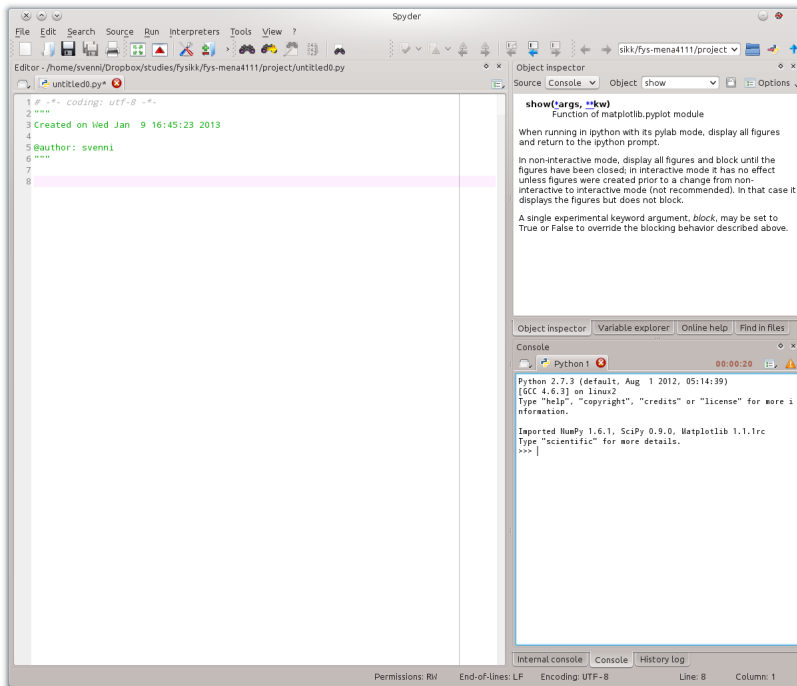 Spyder
File Edit Search Source Run Interpreters Tools View ?
sikk/fys-mena4111/project
Editor - /home/svenni/Dropbox/studies/fysikk/fys-mena4111/project/untitled0.py
untitled0.py*
1 # -*- coding: utf-8 -*-
2 """
3 Created on Wed Jan  9 16:45:23 2013
4
5 @author: svenni
6 """
7
8
Object inspector
Source Console Object show Options
show(*args, **kw)
Function of matplotlib.pyplot module
When running in ipython with its pylab mode, display all figures
and return to the ipython prompt.
In non-interactive mode, display all figures and block until the
figures have been closed; in interactive mode it has no effect
unless figures were created prior to a change from non-
interactive to interactive mode (not recommended). In that case it
displays the figures but does not block.
A single experimental keyword argument, block, may be set to
True or False to override the blocking behavior described above.
Object inspector Variable explorer Online help Find in files
Console
Python 1 00:00:20
Python 2.7.3 (default, Aug  1 2012, 05:14:39)
[GCC 4.6.3] on linux2
Type "help", "copyright", "credits" or "license" for more i
nformation.
Imported NumPy 1.6.1, SciPy 0.9.0, Matplotlib 1.1.1rc
Type "scientific" for more details.
>>>
Internal console Console History log
Permissions: RW End-of-lines: LF Encoding: UTF-8 Line: 8 Column: 1